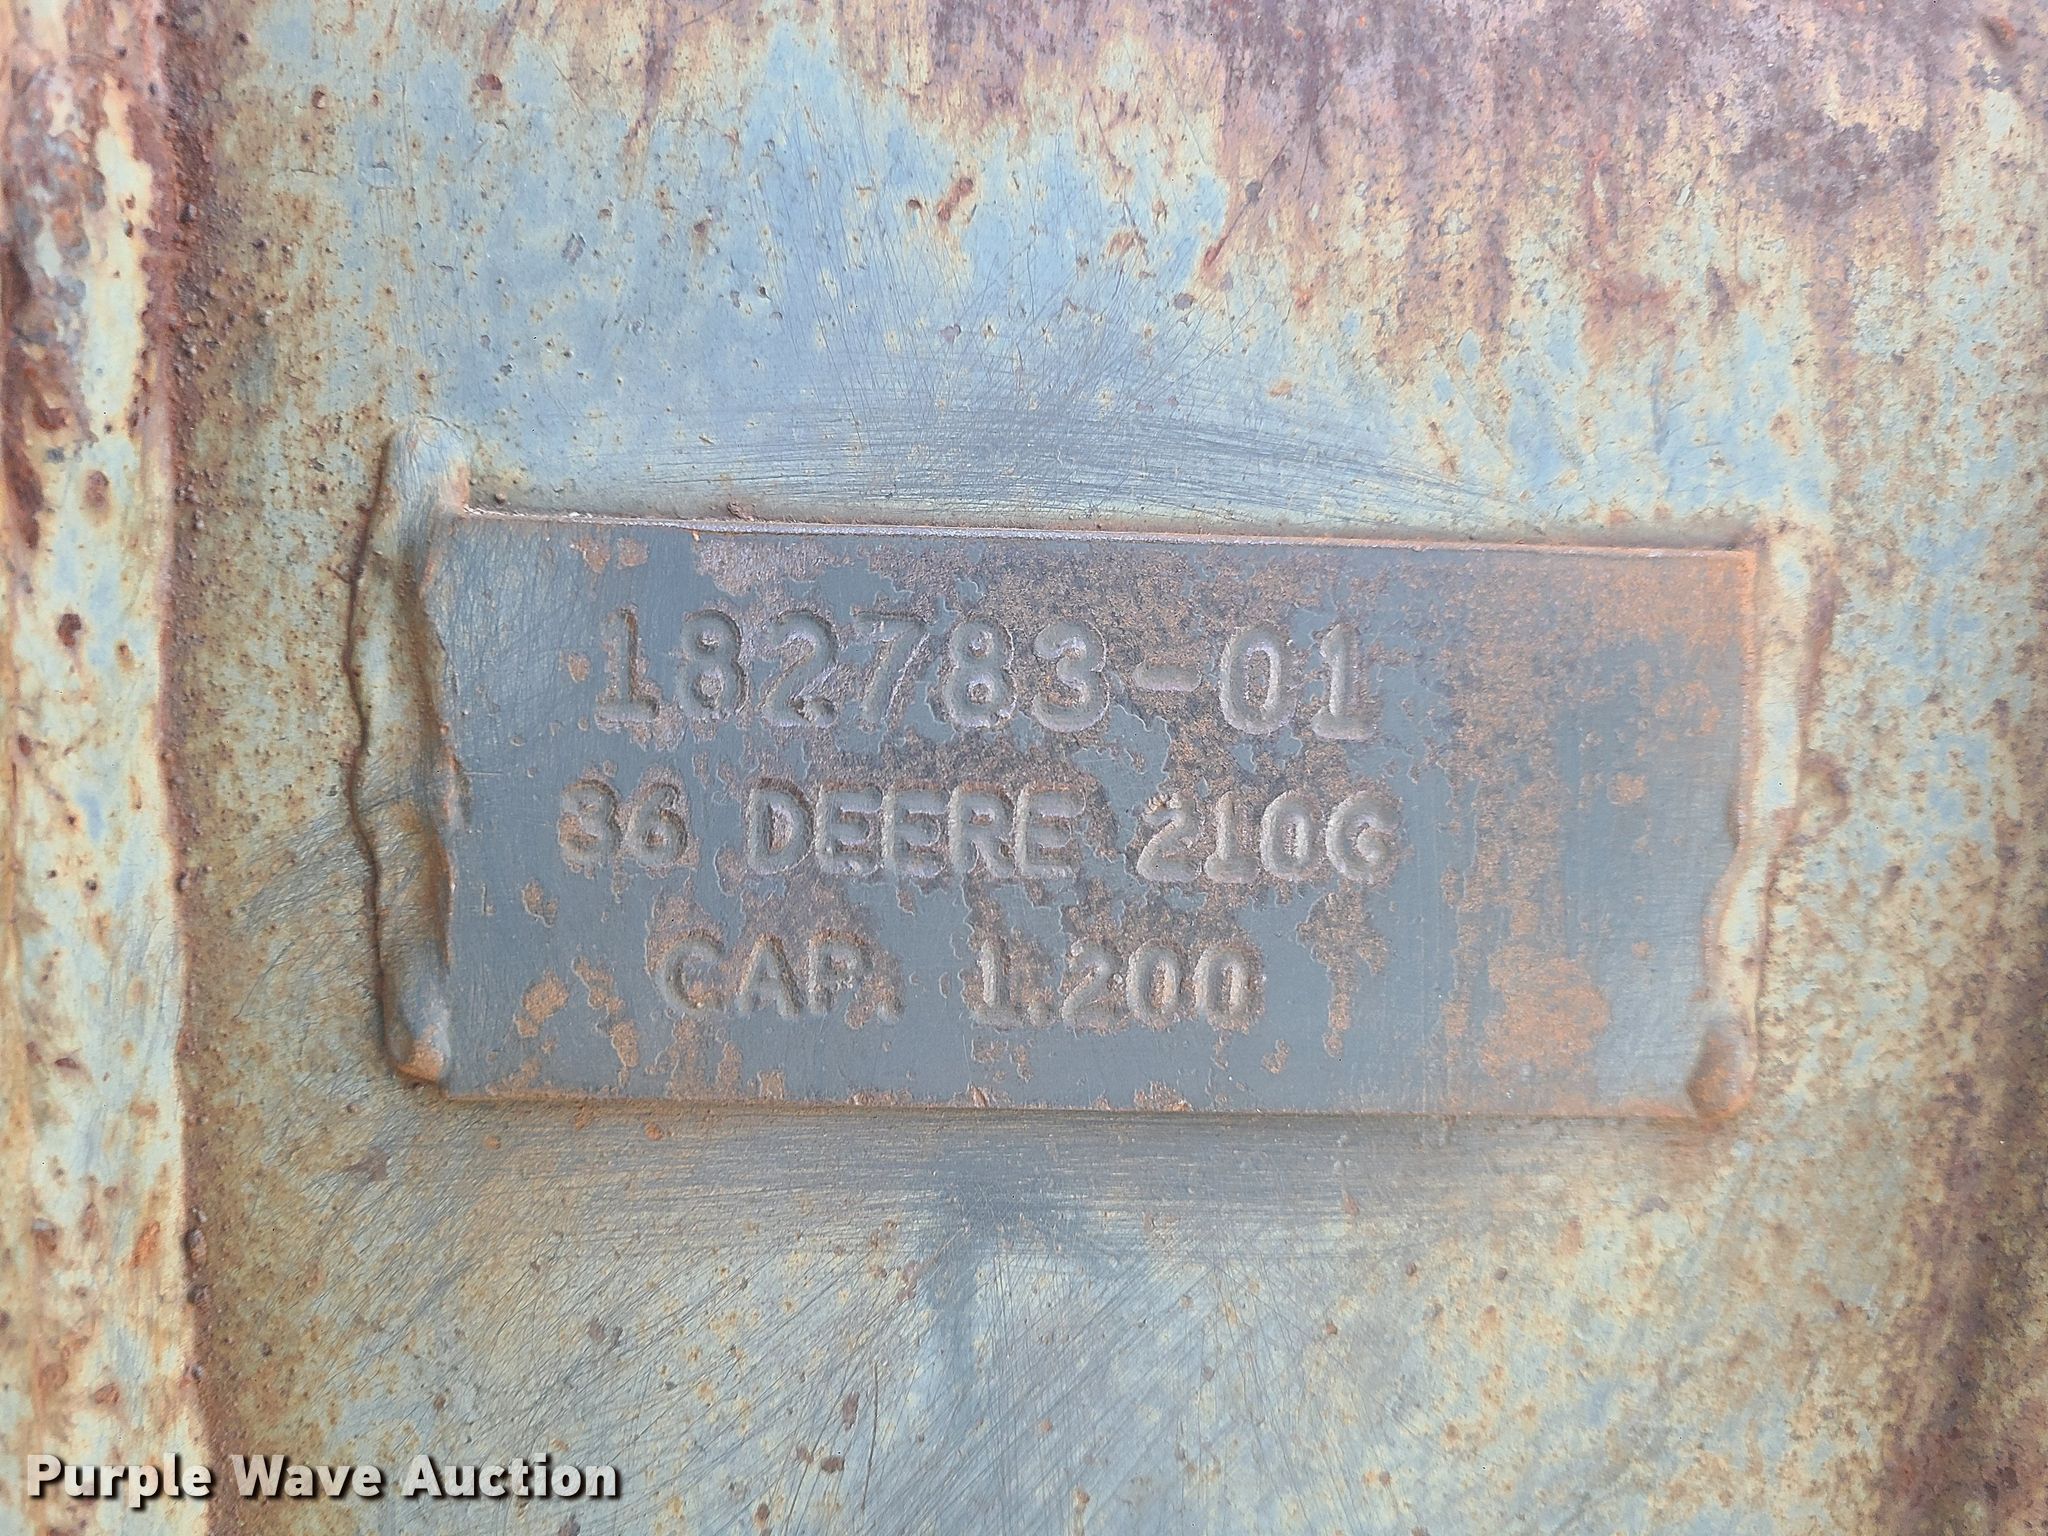 182783-01
36 DEERE 210G
CAP. 1.200
Purple Wave Auction